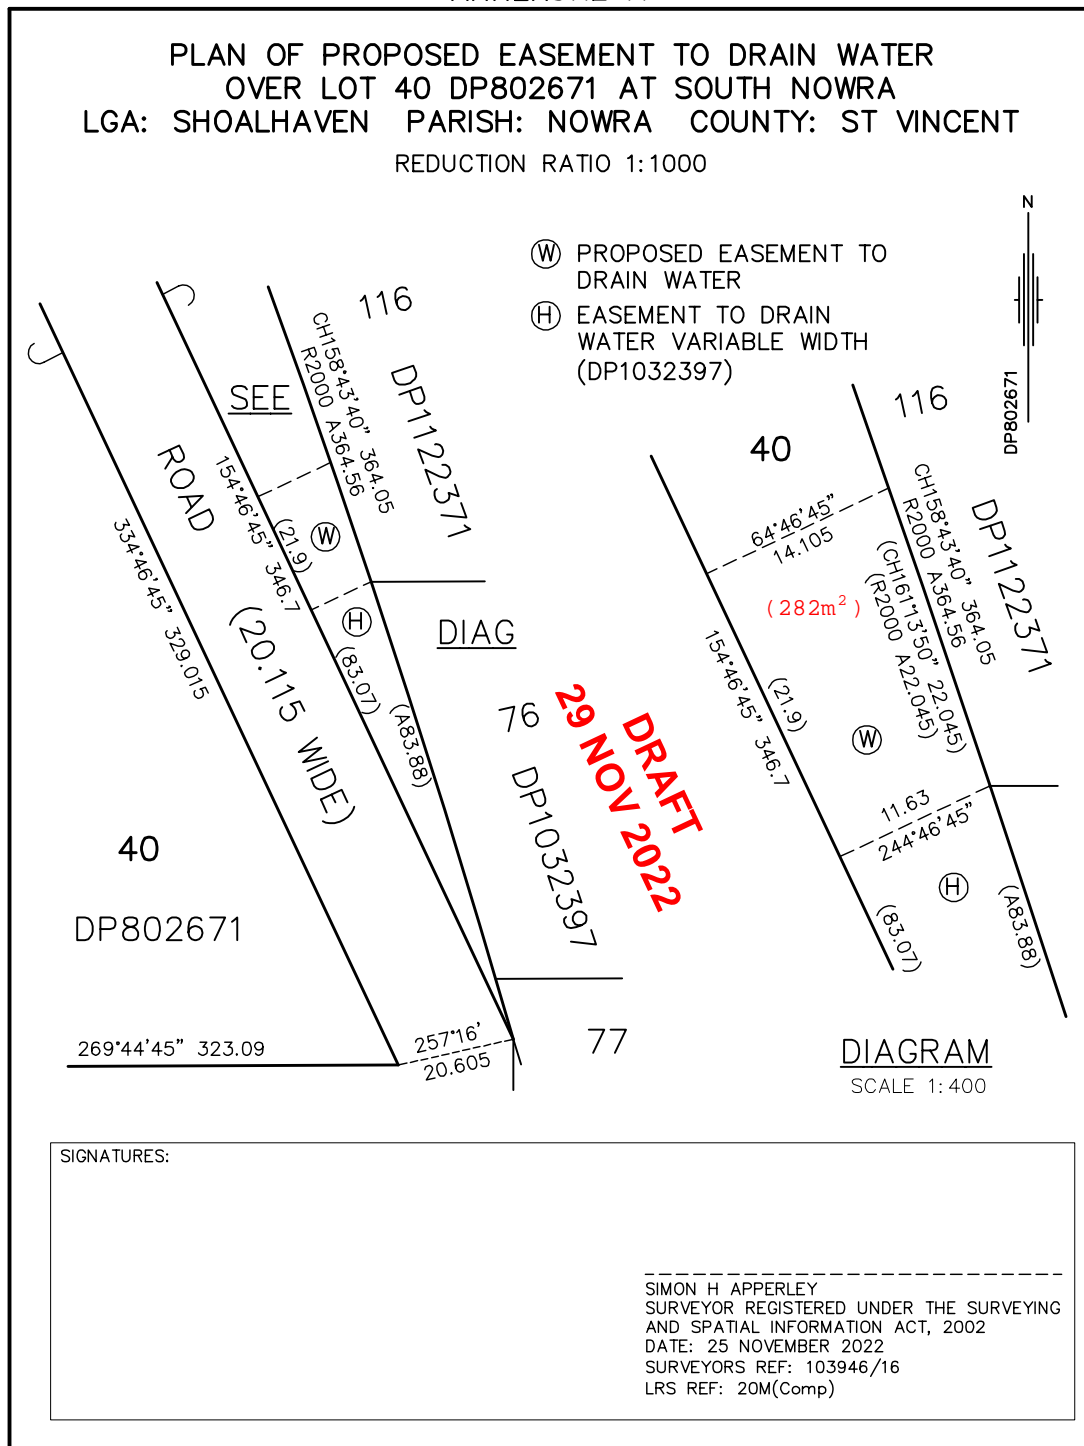 PLAN OF PROPOSED EASEMENT TO DRAIN WATER
OVER LOT 40 DP802671 AT SOUTH NOWRA
LGA: SHOALHAVEN PARISH: NOWRA COUNTY: ST VINCENT
REDUCTION RATIO 1:1000
N
DP802671
W PROPOSED EASEMENT TO
DRAIN WATER
H EASEMENT TO DRAIN
WATER VARIABLE WIDTH
(DP1032397)
116
DP1122371
CH158°43'40" 364.05
R2000 A364.56
SEE
ROAD
(20.115 WIDE)
154°46'45" 346.7
(21.9)
W
334°46'45" 329.015
H
(83.07)
(A83.88)
DIAG
76
DP1032397
DRAFT
29 NOV 2022
40
DP802671
269°44'45" 323.09
257°16'
20.605
77
40
116
DP1122371
64°46'45"
14.105
CH158°43'40" 364.05
R2000 A364.56
(CH161°13'50" 22.045)
(R2000 A22.045)
(282m²)
154°46'45" 346.7
(21.9)
W
11.63
244°46'45"
H
(83.07)
(A83.88)
DIAGRAM
SCALE 1:400
SIGNATURES:
SIMON H APPERLEY
SURVEYOR REGISTERED UNDER THE SURVEYING
AND SPATIAL INFORMATION ACT, 2002
DATE: 25 NOVEMBER 2022
SURVEYORS REF: 103946/16
LRS REF: 20M(Comp)